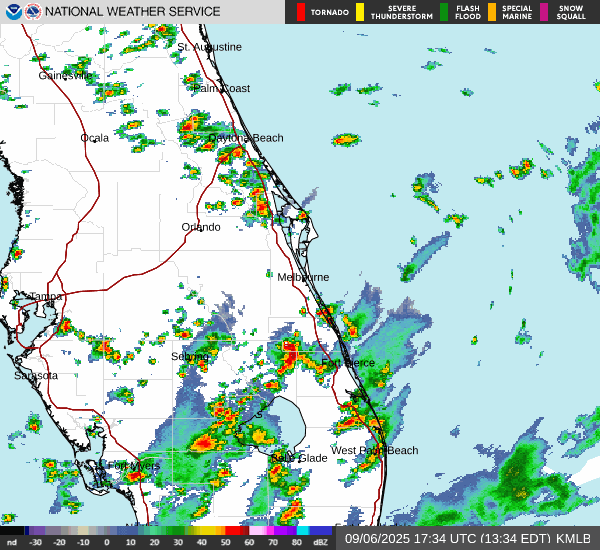 NATIONAL WEATHER SERVICE
TORNADO
SEVERE THUNDERSTORM
FLASH FLOOD
SPECIAL MARINE
SNOW SQUALL
St. Augustine
Gainesville
Palm Coast
Ocala
Daytona Beach
Orlando
Melbourne
Tampa
Sebring
Fort Pierce
Sarasota
West Palm Beach
Belle Glade
Fort Myers
nd -30 -20 -10 0 10 20 30 40 50 60 70 80 dBZ
09/06/2025 17:34 UTC (13:34 EDT) KMLB